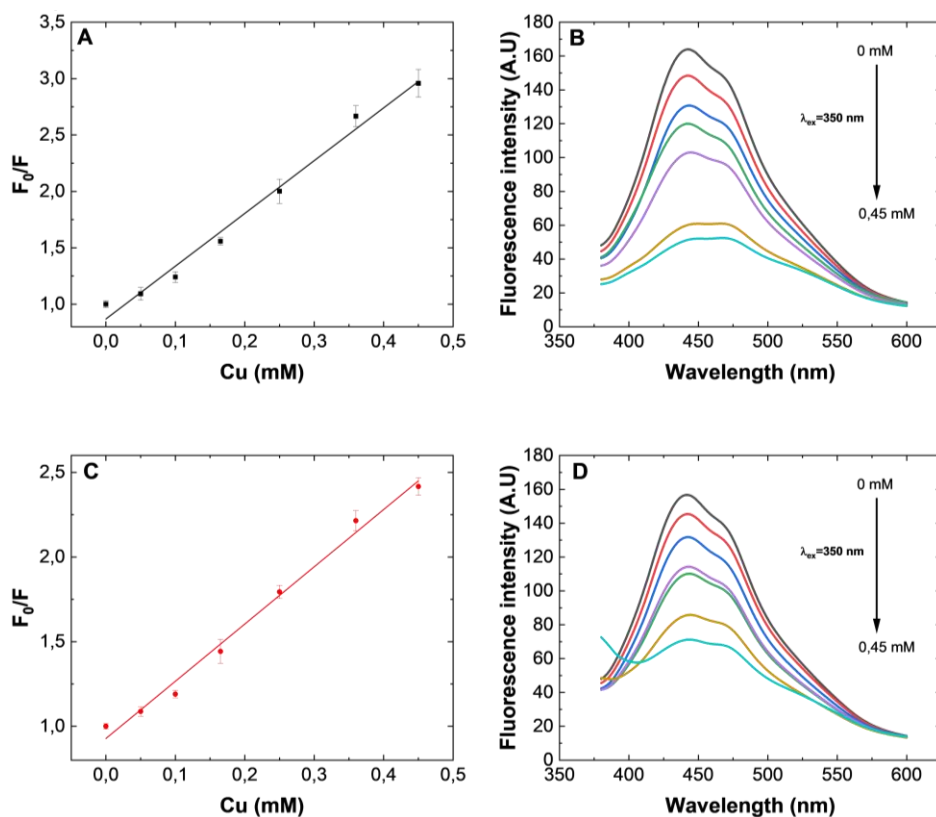 A
3,5
3,0
2,5
2,0
1,5
1,0
F0/F
0,0 0,1 0,2 0,3 0,4 0,5
Cu (mM)
B
180
160
140
120
100
80
60
40
20
0
Fluorescence intensity (A.U)
0 mM
λex=350 nm
0,45 mM
350 400 450 500 550 600
Wavelength (nm)
C
2,5
2,0
1,5
1,0
F0/F
0,0 0,1 0,2 0,3 0,4 0,5
Cu (mM)
D
180
160
140
120
100
80
60
40
20
0
Fluorescence intensity (A.U)
0 mM
λex=350 nm
0,45 mM
350 400 450 500 550 600
Wavelength (nm)